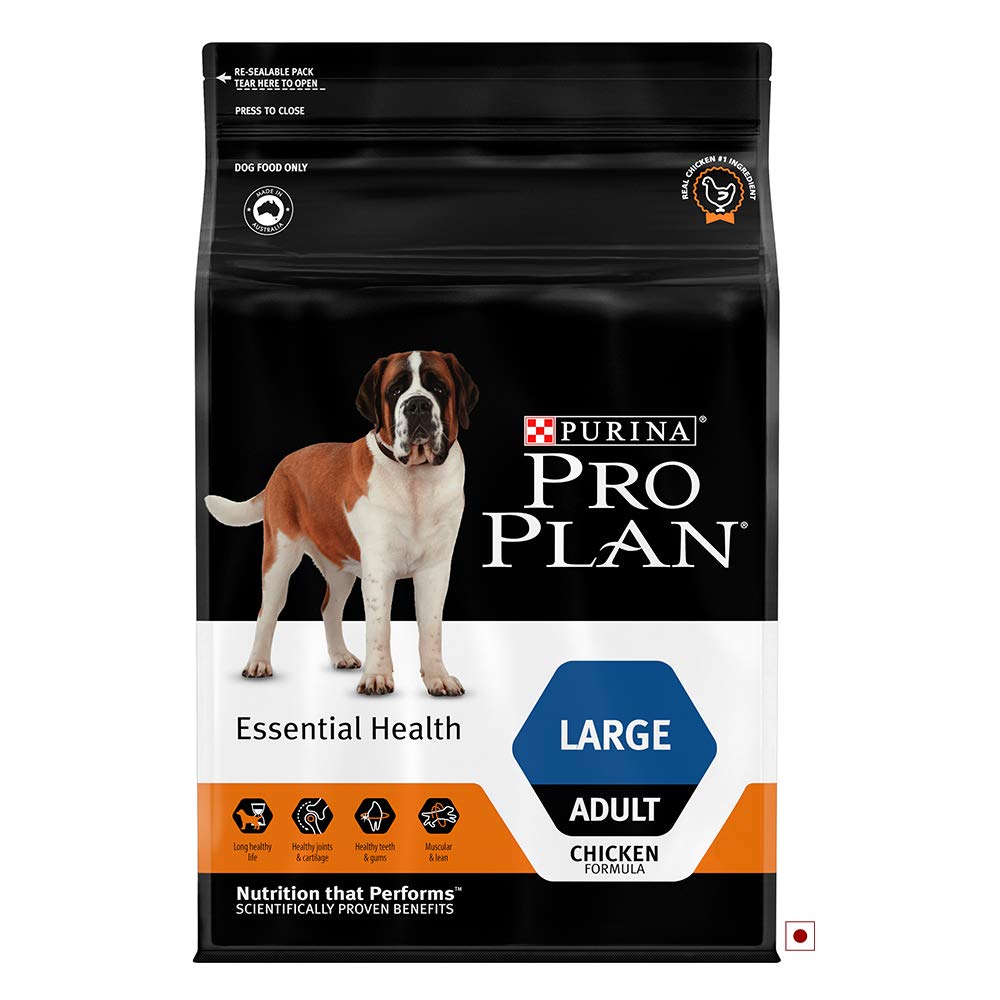 RE-SEALABLE PACK
TEAR HERE TO OPEN
PRESS TO CLOSE
DOG FOOD ONLY
MADE IN
AUSTRALIA
REAL CHICKEN #1 INGREDIENT
PURINA®
PRO
PLAN®
Essential Health
LARGE
ADULT
CHICKEN
FORMULA
Long healthy
life
Healthy joints
& cartilage
Healthy teeth
& gums
Muscular
& lean
Nutrition that Performs™
SCIENTIFICALLY PROVEN BENEFITS